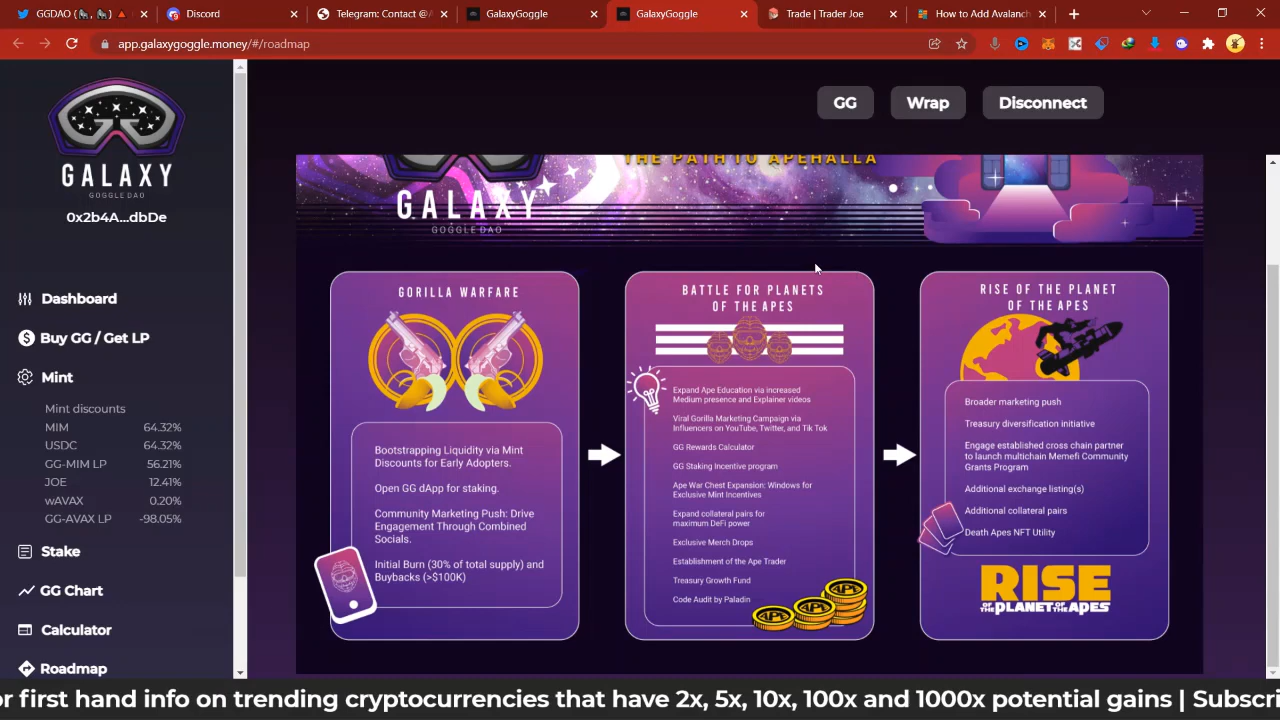 GGDAO
Discord
Telegram: Contact @
GalaxyGoggle
GalaxyGoggle
Trade | Trader Joe
How to Add Avalanch
app.galaxygoggle.money/#/roadmap
GALAXY
GOGGLE DAO
0x2b4A...dbDe
Dashboard
Buy GG / Get LP
Mint
Mint discounts
MIM 64.32%
USDC 64.32%
GG-MIM LP 56.21%
JOE 12.41%
wAVAX 0.20%
GG-AVAX LP -98.05%
Stake
GG Chart
Calculator
Roadmap
GG
Wrap
Disconnect
THE PATH TO APEHALLA
GALAXY
GOGGLE DAO
GORILLA WARFARE
Bootstrapping Liquidity via Mint
Discounts for Early Adopters.
Open GG dApp for staking.
Community Marketing Push: Drive
Engagement Through Combined
Socials.
Initial Burn (30% of total supply) and
Buybacks (>$100K)
BATTLE FOR PLANETS
OF THE APES
Expand Ape Education via increased
Medium presence and Explainer videos
Viral Gorilla Marketing Campaign via
Influencers on YouTube, Twitter, and Tik Tok
GG Rewards Calculator
GG Staking Incentive program
Ape War Chest Expansion: Windows for
Exclusive Mint Incentives
Expand collateral pairs for
maximum DeFi power
Exclusive Merch Drops
Establishment of the Ape Trader
Treasury Growth Fund
Code Audit by Paladin
APE
APE
APE
RISE OF THE PLANET
OF THE APES
Broader marketing push
Treasury diversification initiative
Engage established cross chain partner
to launch multichain Memefi Community
Grants Program
Additional exchange listing(s)
Additional collateral pairs
Death Apes NFT Utility
RISE
OF THE PLANET OF THE APES
or first hand info on trending cryptocurrencies that have 2x, 5x, 10x, 100x and 1000x potential gains | Subscri